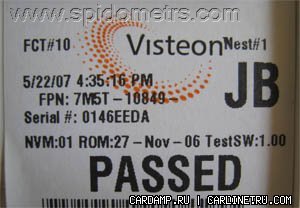 www.spidometrs.com
FCT#10 Visteon Nest#1
5/22/07 4:35:16 PM
FPN: 7M5T-10849-
JB
Serial #: 0146EEDA
NVM:01 ROM:27-Nov-06 TestSW:1.00
PASSED
CARDAMP.RU | CARDINETRU.COM